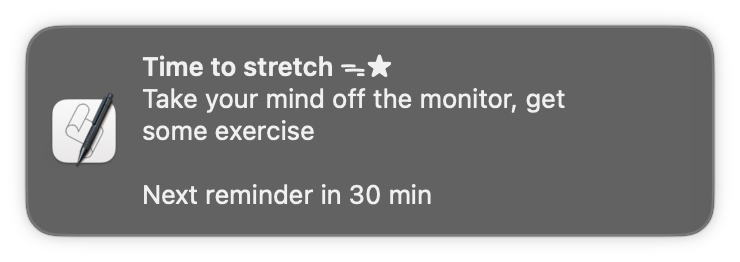 Time to stretch ≒★
Take your mind off the monitor, get
some exercise
Next reminder in 30 min